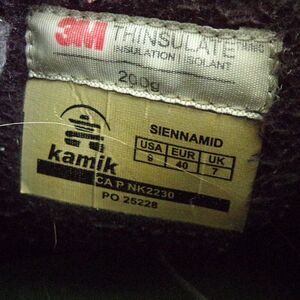 3M THINSULATE
INSULATION | ISOLANT
200g
SIENNAMID
kamik
USA EUR UK
9 40 7
CA P NK2230
PO 25228